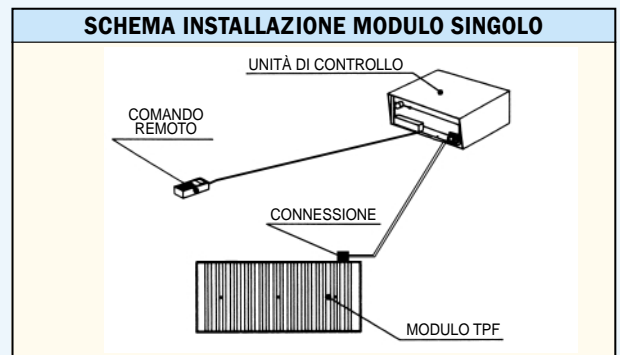 SCHEMA INSTALLAZIONE MODULO SINGOLO
UNITÀ DI CONTROLLO
COMANDO
REMOTO
CONNESSIONE
MODULO TPF